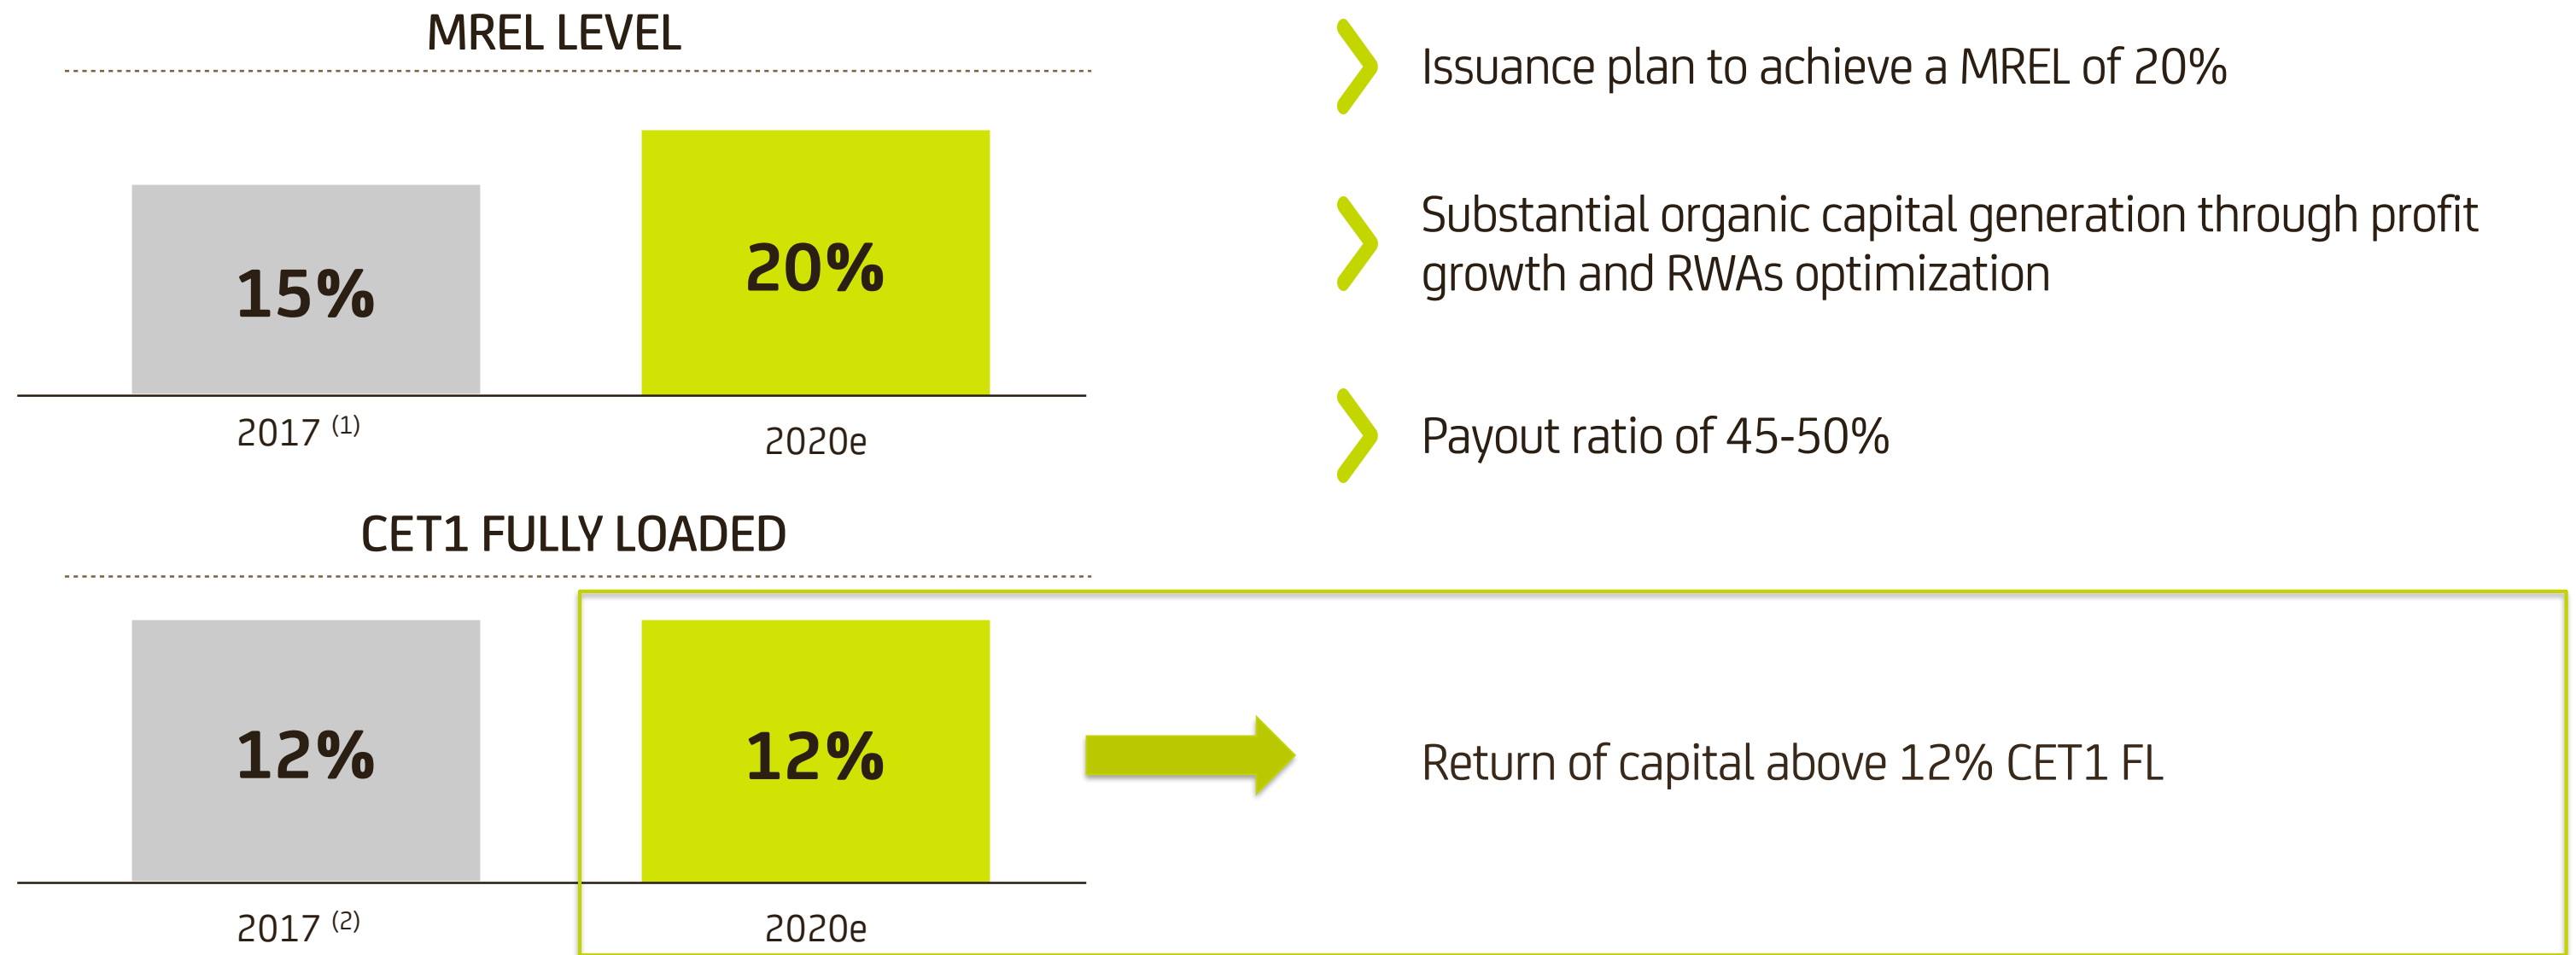 MREL LEVEL
15%
20%
2017 (1)
2020e
Issuance plan to achieve a MREL of 20%
Substantial organic capital generation through profit
growth and RWAs optimization
Payout ratio of 45-50%
CET1 FULLY LOADED
12%
12%
2017 (2)
2020e
Return of capital above 12% CET1 FL